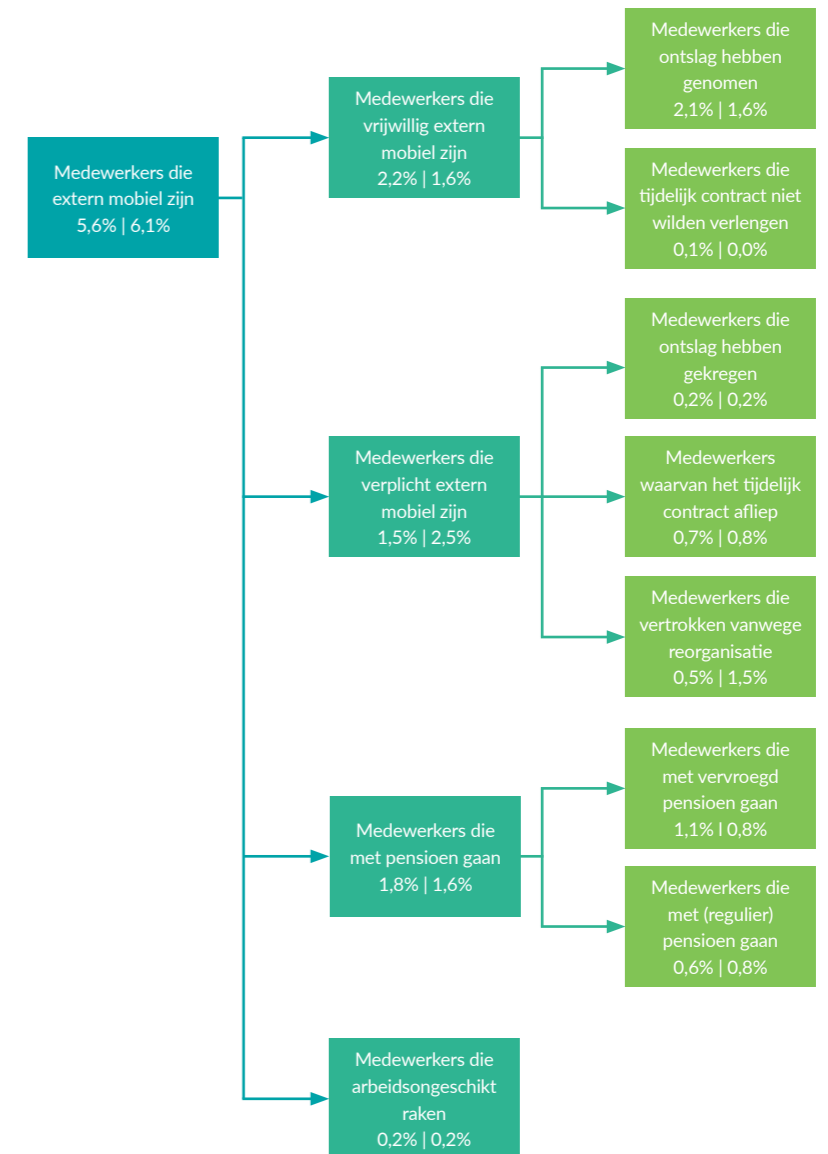 Medewerkers die
extern mobiel zijn
5,6% | 6,1%
Medewerkers die
vrijwillig extern
mobiel zijn
2,2% | 1,6%
Medewerkers die
ontslag hebben
genomen
2,1% | 1,6%
Medewerkers die
tijdelijk contract niet
wilden verlengen
0,1% | 0,0%
Medewerkers die
verplicht extern
mobiel zijn
1,5% | 2,5%
Medewerkers die
ontslag hebben
gekregen
0,2% | 0,2%
Medewerkers
waarvan het tijdelijk
contract afliep
0,7% | 0,8%
Medewerkers die
vertrokken vanwege
reorganisatie
0,5% | 1,5%
Medewerkers die
met pensioen gaan
1,8% | 1,6%
Medewerkers die
met vervroegd
pensioen gaan
1,1% l 0,8%
Medewerkers die
met (regulier)
pensioen gaan
0,6% | 0,8%
Medewerkers die
arbeidsongeschikt
raken
0,2% | 0,2%